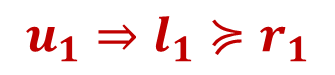 u₁ ⇒ l₁ ≽ r₁